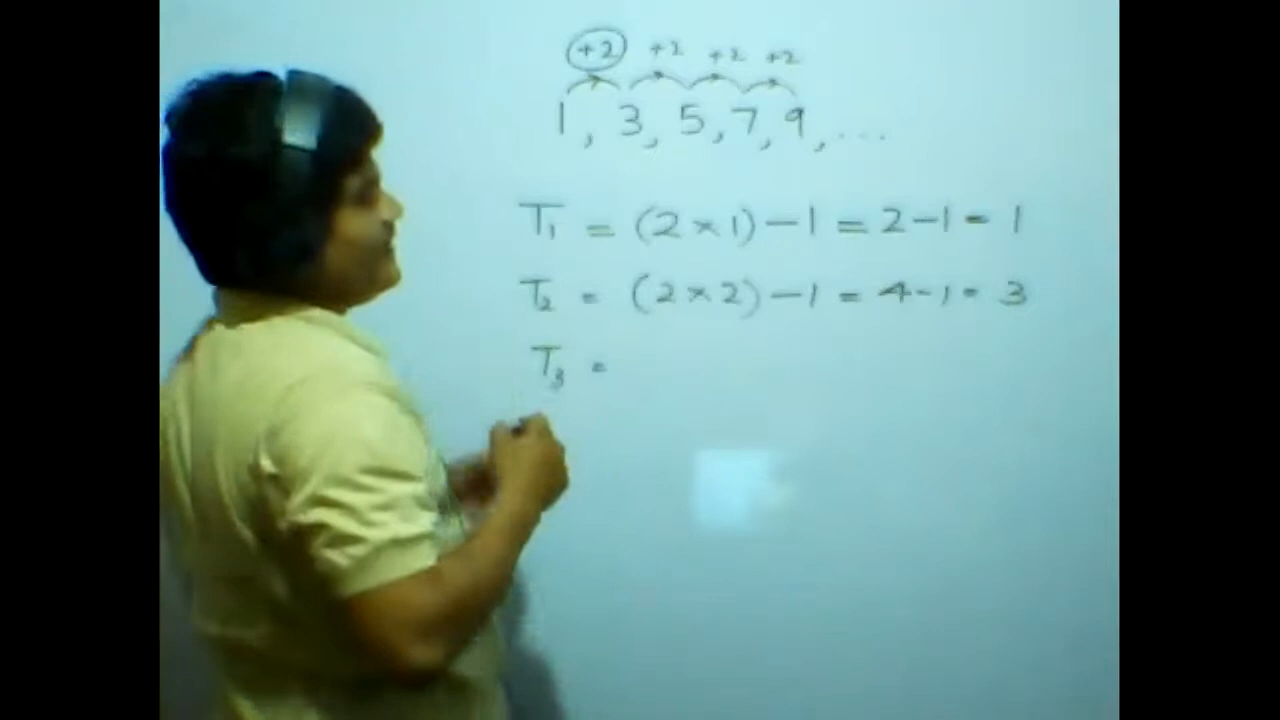 +2 +2 +2 +2
1, 3, 5, 7, 9, ...
T1 = (2×1)-1 = 2-1 = 1
T2 = (2×2)-1 = 4-1 = 3
T3 =